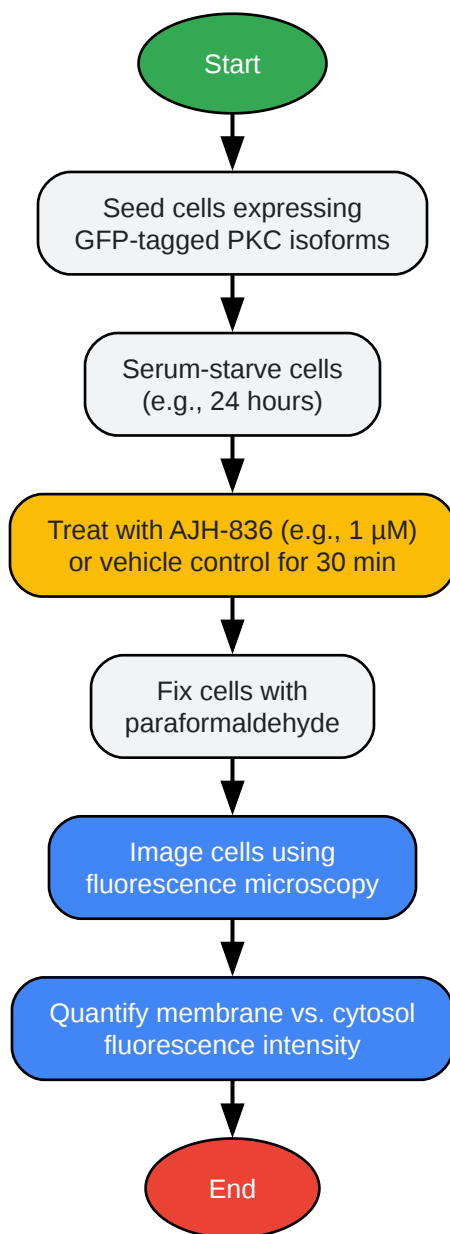 Start
Seed cells expressing
GFP-tagged PKC isoforms
Serum-starve cells
(e.g., 24 hours)
Treat with AJH-836 (e.g., 1 µM)
or vehicle control for 30 min
Fix cells with
paraformaldehyde
Image cells using
fluorescence microscopy
Quantify membrane vs. cytosol
fluorescence intensity
End